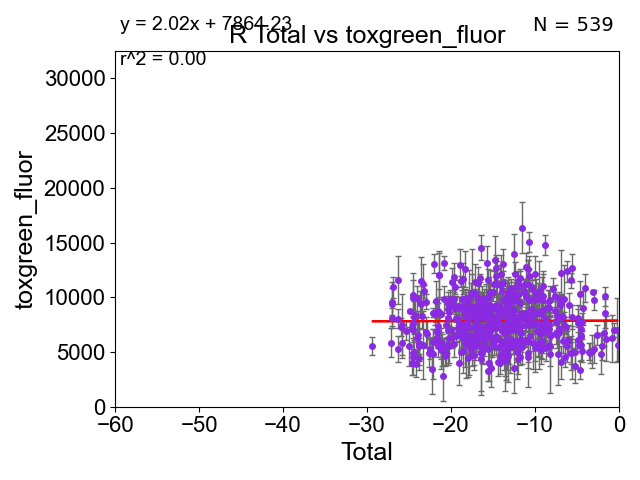 y = 2.02x + 7864.23
R Total vs toxgreen_fluor
N = 539
r^2 = 0.00
30000
25000
20000
15000
10000
5000
0
toxgreen_fluor
−60 −50 −40 −30 −20 −10 0
Total